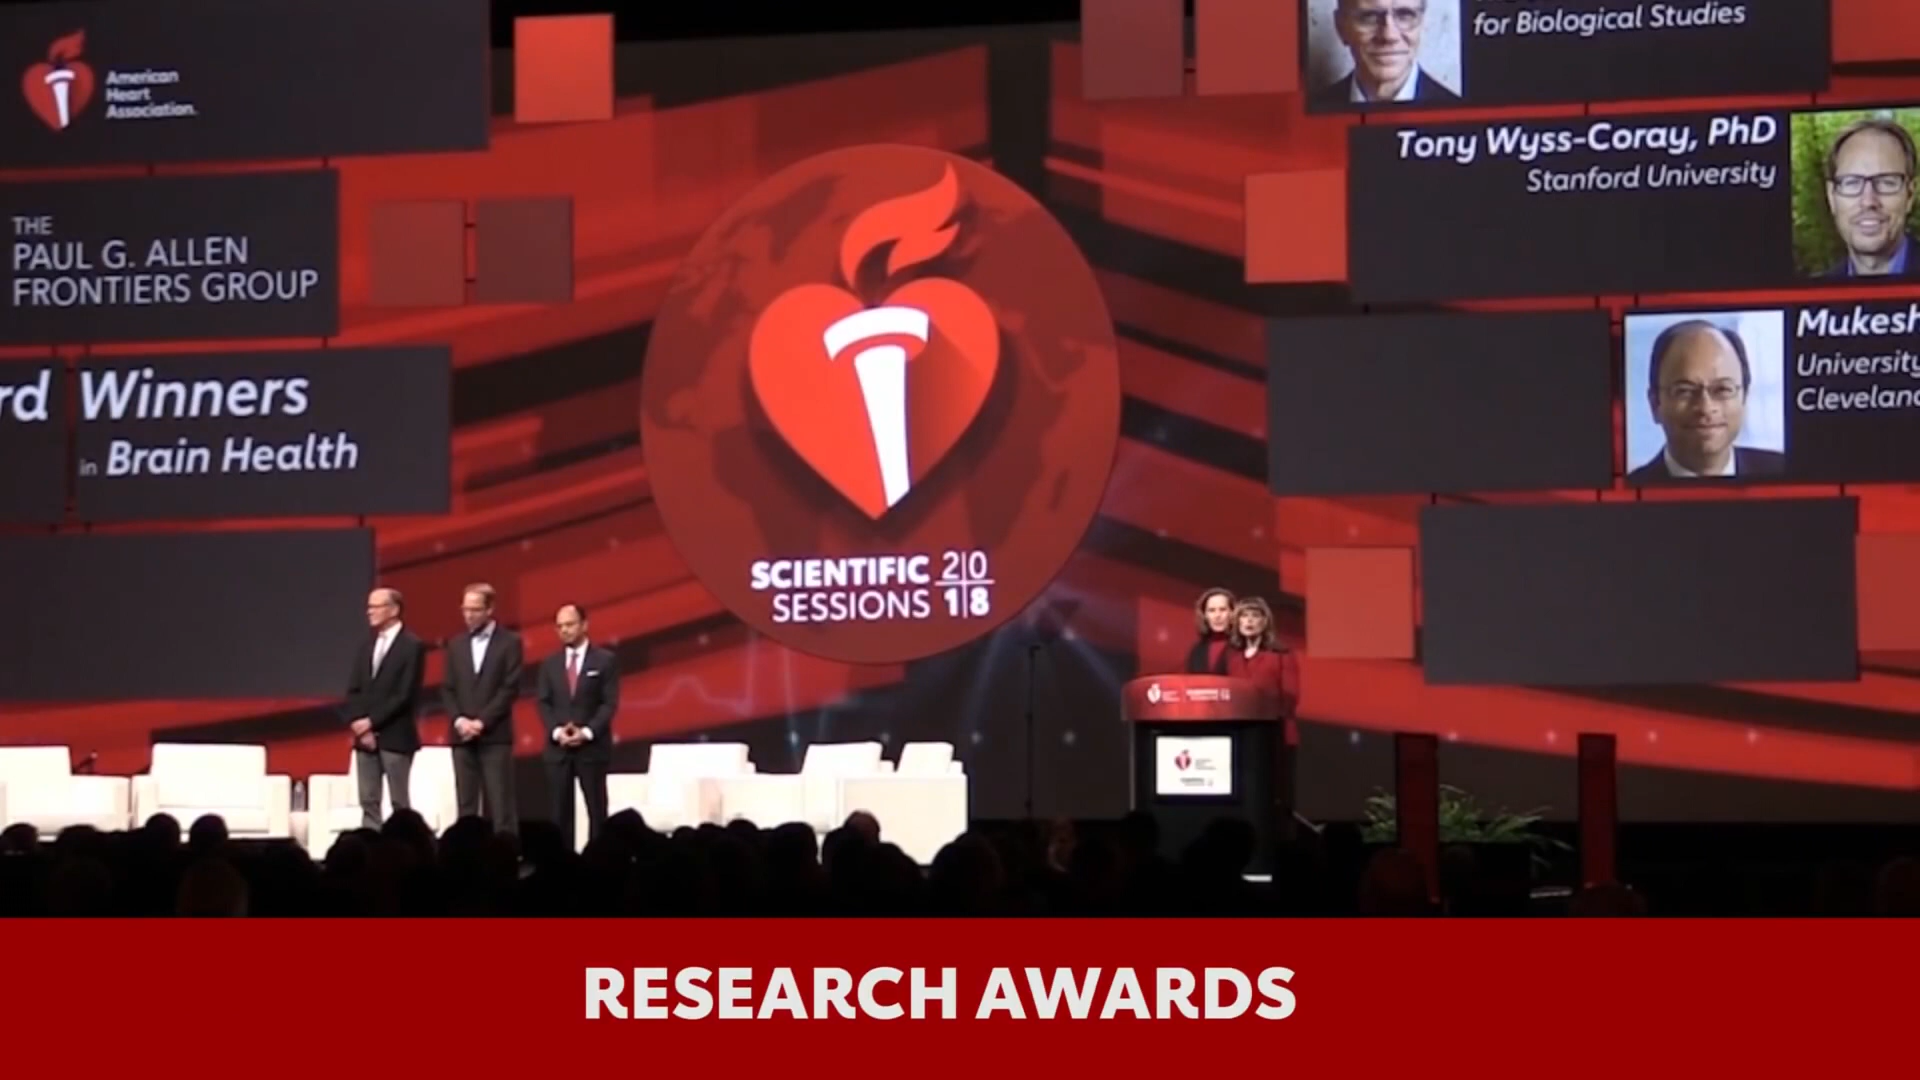 American
Heart
Association.
THE
PAUL G. ALLEN
FRONTIERS GROUP
rd Winners
in Brain Health
SCIENTIFIC 20
SESSIONS 18
for Biological Studies
Tony Wyss-Coray, PhD
Stanford University
Mukesh
University
Cleveland
RESEARCH AWARDS